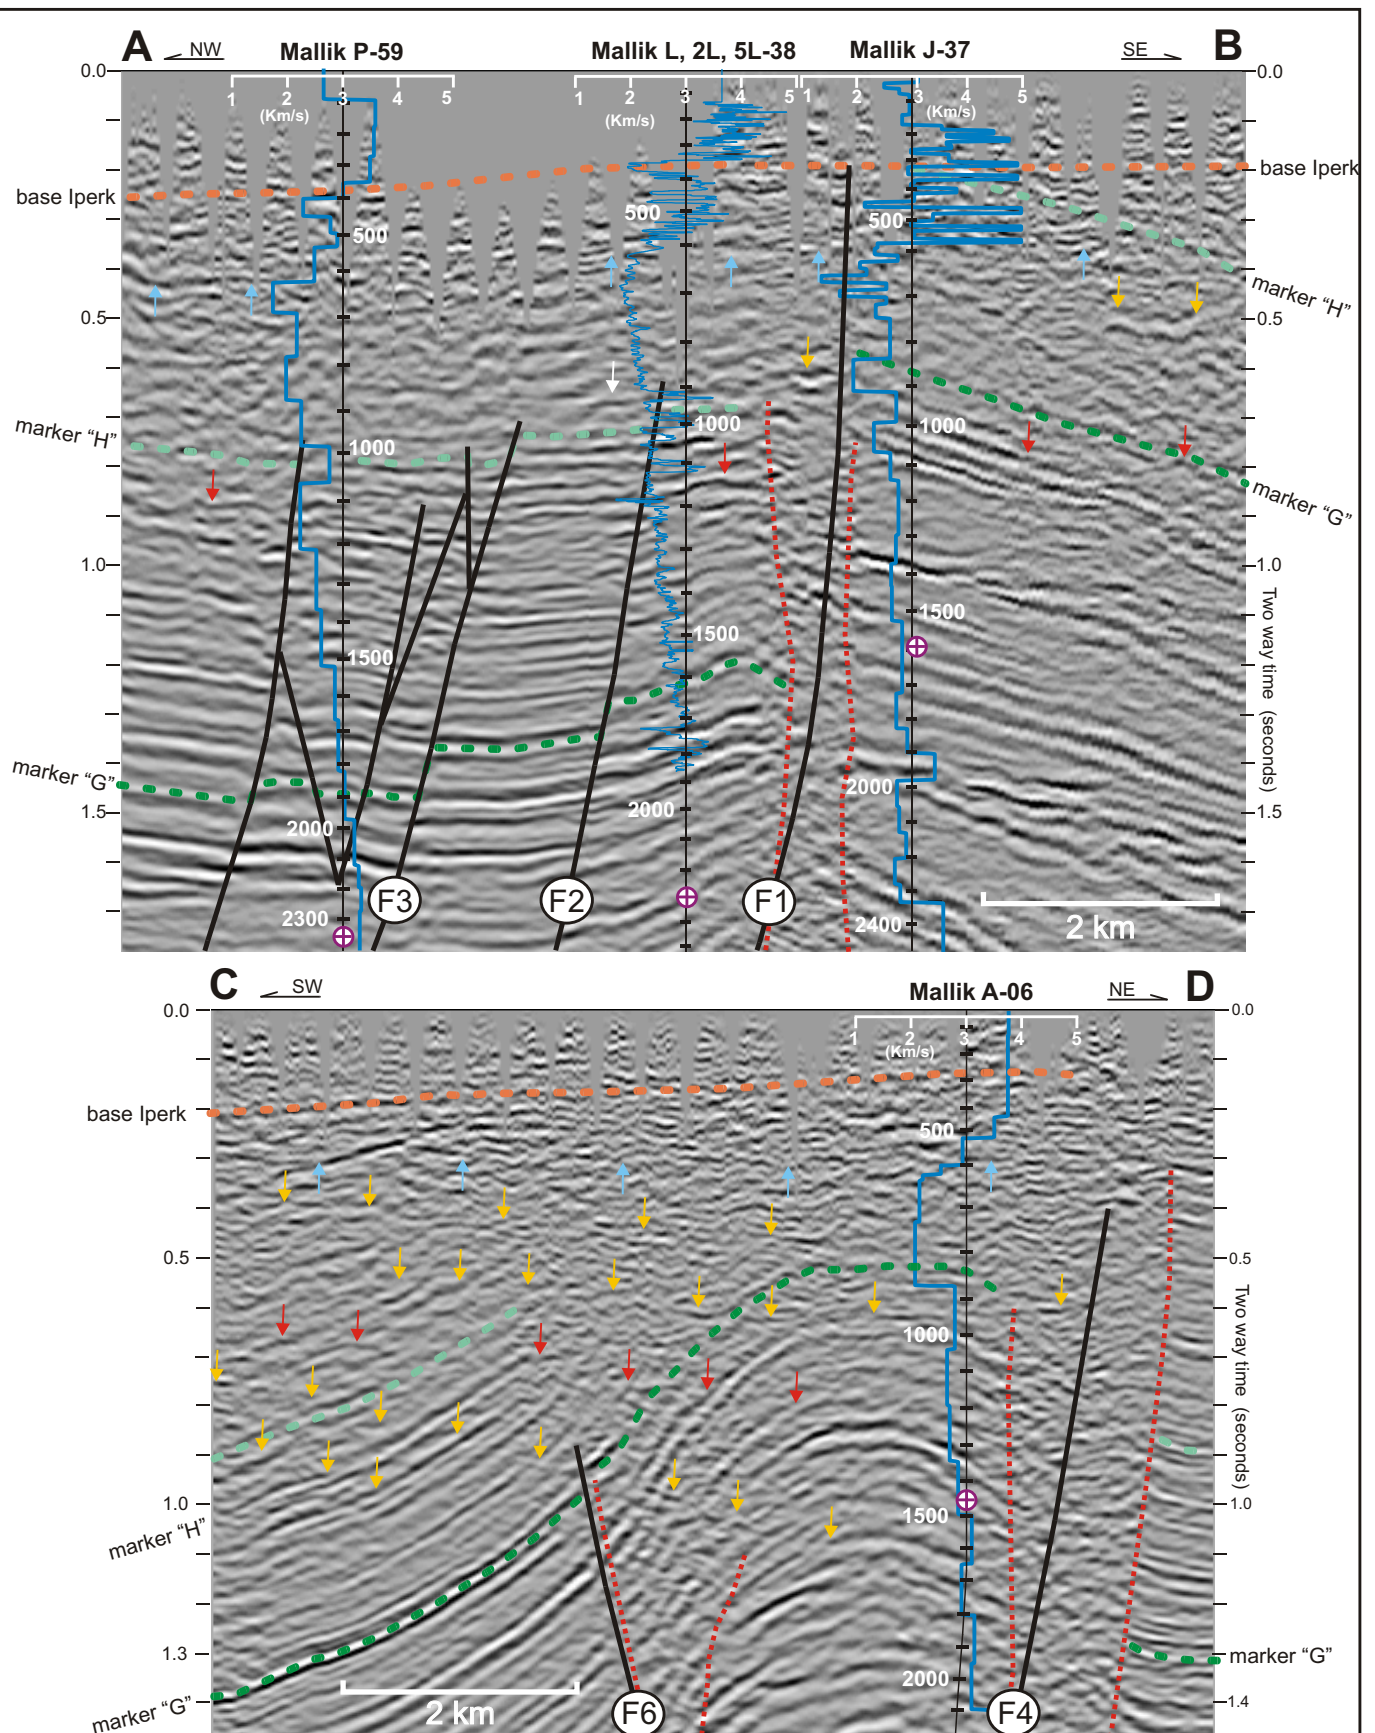 A NW Mallik P-59 Mallik L, 2L, 5L-38 Mallik J-37 SE B
0.0 0.0
1 2 3 4 5 1 2 3 4 5 1 2 3 4 5
(Km/s) (Km/s) (Km/s)
base Iperk
base Iperk
500 500 500
marker "H"
0.5 0.5
marker "H"
1000 1000 1000
marker "G"
1.0 1.0
1500 1500 1500
Two way time (seconds)
marker "G"
1.5 2000 2000 2000 1.5
F3 F2 F1
2300 2400
2 km
C SW Mallik A-06 NE D
0.0 0.0
1 2 3 4 5
(Km/s)
base Iperk
500
0.5 0.5
Two way time (seconds)
1000
1.0 1.0
1500
marker "H"
1.3
marker "G"
2000
2 km
marker "G"
1.4
F6 F4